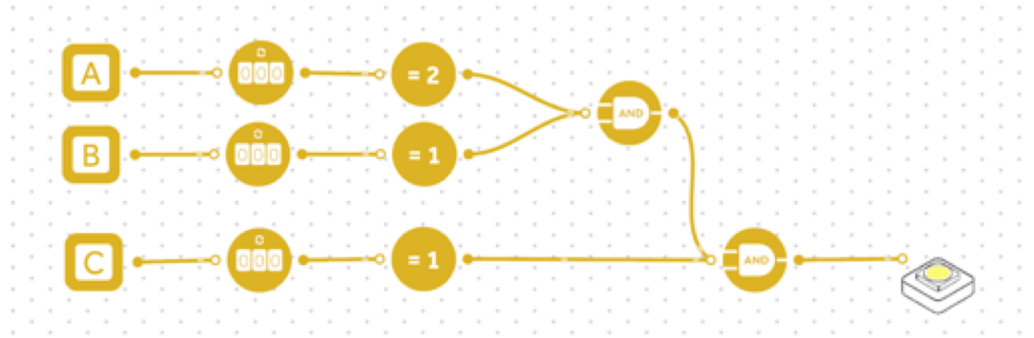 A 000 = 2
AND
B 000 = 1
C 000 = 1 AND